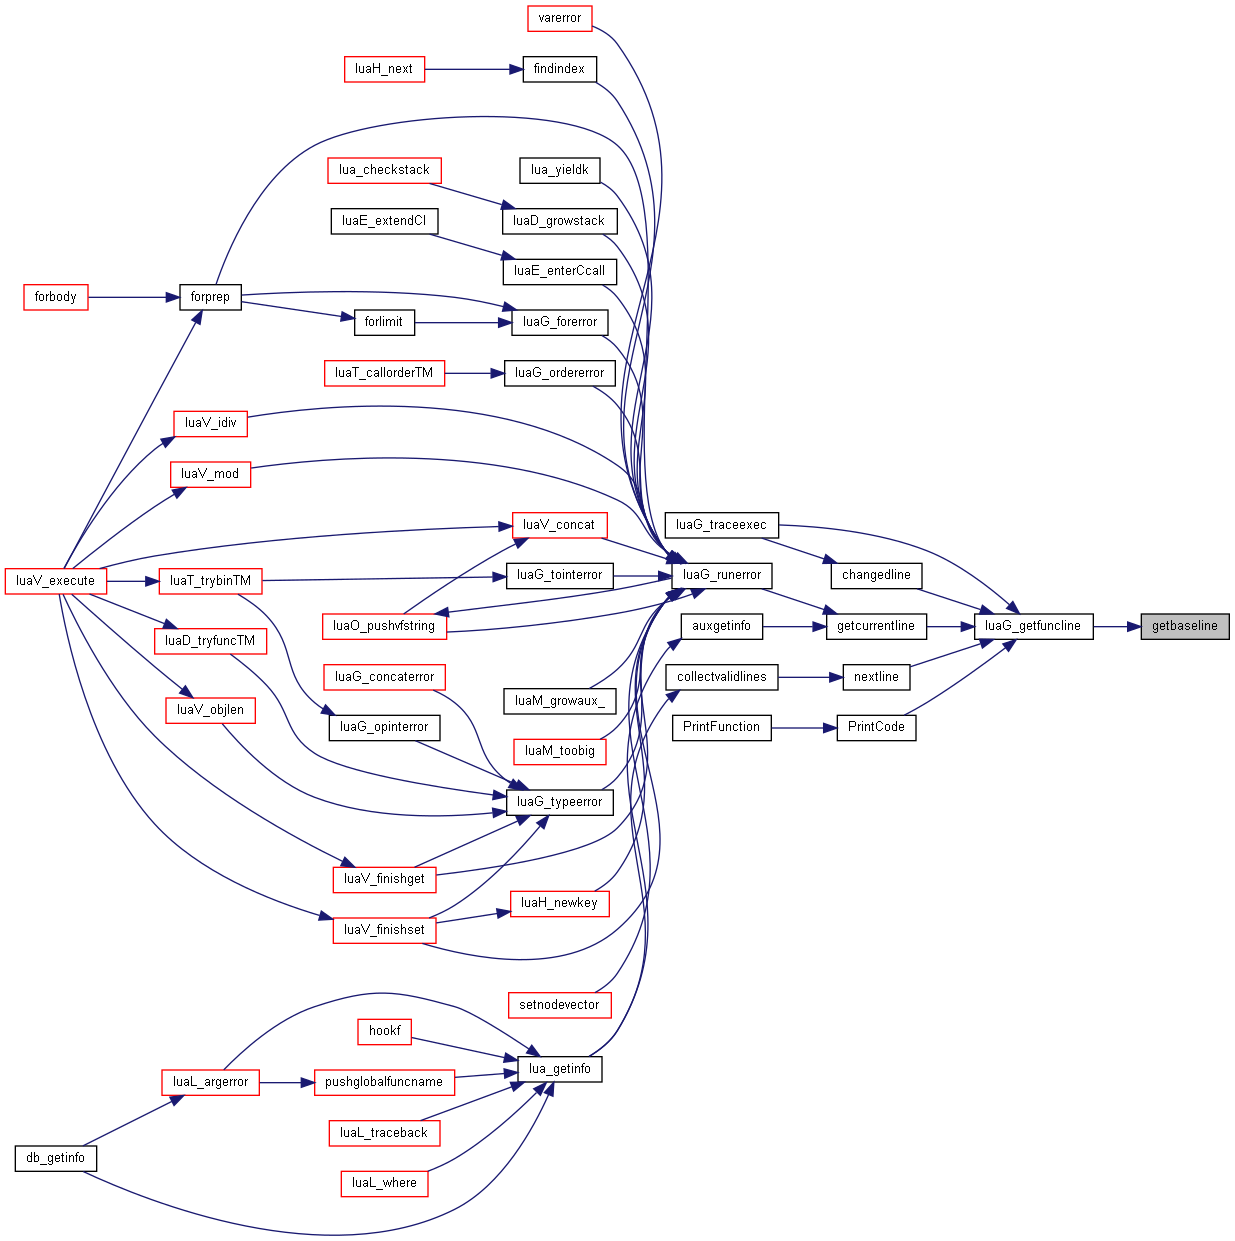 varerror
luaH_next
findindex
lua_checkstack
lua_yieldk
luaE_extendCI
luaD_growstack
luaE_enterCcall
forbody
forprep
forlimit
luaG_forerror
luaT_callorderTM
luaG_ordererror
luaV_idiv
luaV_mod
luaV_concat
luaG_traceexec
luaV_execute
luaT_trybinTM
luaG_tointerror
luaG_runerror
changedline
luaD_tryfuncTM
luaO_pushvfstring
auxgetinfo
getcurrentline
luaG_getfuncline
getbaseline
luaG_concaterror
collectvalidlines
nextline
luaV_objlen
luaG_opinterror
luaM_growaux_
PrintFunction
PrintCode
luaM_toobig
luaG_typeerror
luaV_finishget
luaH_newkey
luaV_finishset
setnodevector
hookf
lua_getinfo
luaL_argerror
pushglobalfuncname
luaL_traceback
db_getinfo
luaL_where